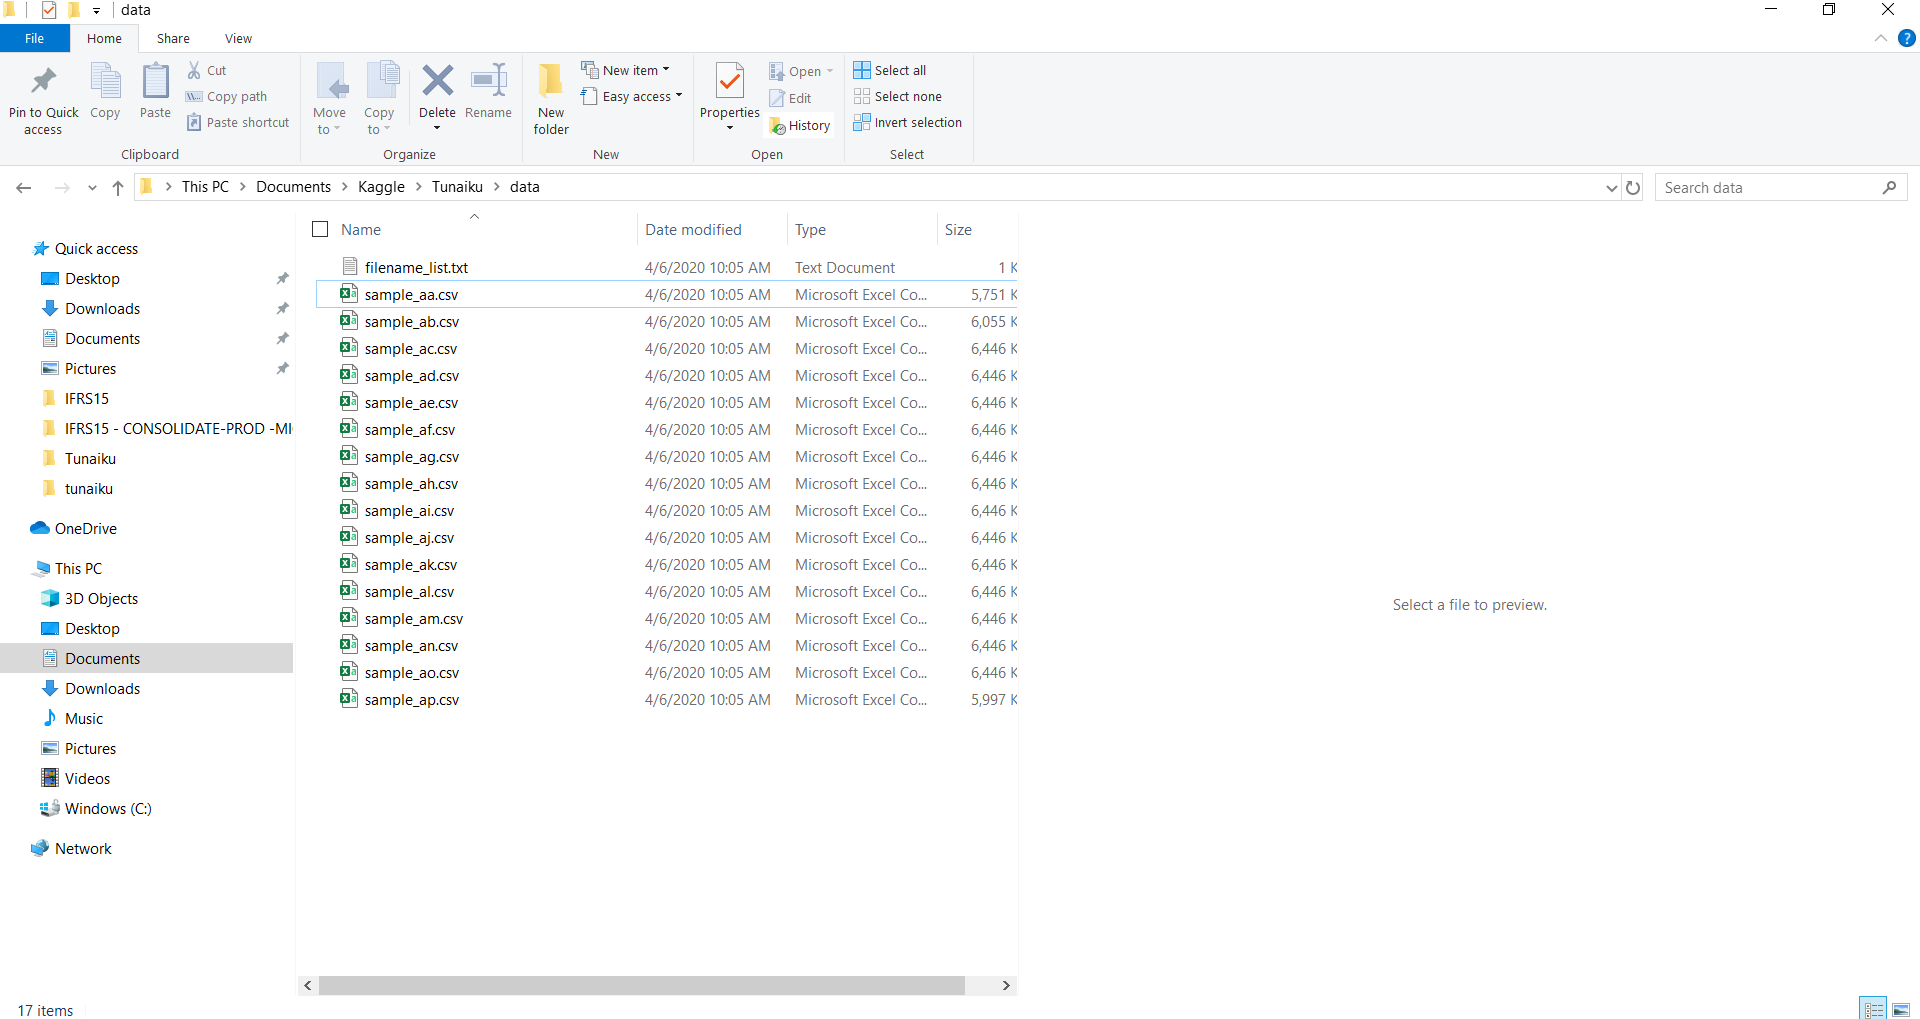 data
File Home Share View
Pin to Quick access
Copy
Paste
Cut
Copy path
Paste shortcut
Clipboard
Move to
Copy to
Delete
Rename
Organize
New folder
New item
Easy access
New
Properties
Open
Edit
History
Open
Select all
Select none
Invert selection
Select
This PC > Documents > Kaggle > Tunaiku > data
Search data
Quick access
Desktop
Downloads
Documents
Pictures
IFRS15
IFRS15 - CONSOLIDATE-PROD -MI
Tunaiku
tunaiku
OneDrive
This PC
3D Objects
Desktop
Documents
Downloads
Music
Pictures
Videos
Windows (C:)
Network
Name Date modified Type Size
filename_list.txt 4/6/2020 10:05 AM Text Document 1 K
sample_aa.csv 4/6/2020 10:05 AM Microsoft Excel Co... 5,751 K
sample_ab.csv 4/6/2020 10:05 AM Microsoft Excel Co... 6,055 K
sample_ac.csv 4/6/2020 10:05 AM Microsoft Excel Co... 6,446 K
sample_ad.csv 4/6/2020 10:05 AM Microsoft Excel Co... 6,446 K
sample_ae.csv 4/6/2020 10:05 AM Microsoft Excel Co... 6,446 K
sample_af.csv 4/6/2020 10:05 AM Microsoft Excel Co... 6,446 K
sample_ag.csv 4/6/2020 10:05 AM Microsoft Excel Co... 6,446 K
sample_ah.csv 4/6/2020 10:05 AM Microsoft Excel Co... 6,446 K
sample_ai.csv 4/6/2020 10:05 AM Microsoft Excel Co... 6,446 K
sample_aj.csv 4/6/2020 10:05 AM Microsoft Excel Co... 6,446 K
sample_ak.csv 4/6/2020 10:05 AM Microsoft Excel Co... 6,446 K
sample_al.csv 4/6/2020 10:05 AM Microsoft Excel Co... 6,446 K
sample_am.csv 4/6/2020 10:05 AM Microsoft Excel Co... 6,446 K
sample_an.csv 4/6/2020 10:05 AM Microsoft Excel Co... 6,446 K
sample_ao.csv 4/6/2020 10:05 AM Microsoft Excel Co... 6,446 K
sample_ap.csv 4/6/2020 10:05 AM Microsoft Excel Co... 5,997 K
Select a file to preview.
17 items